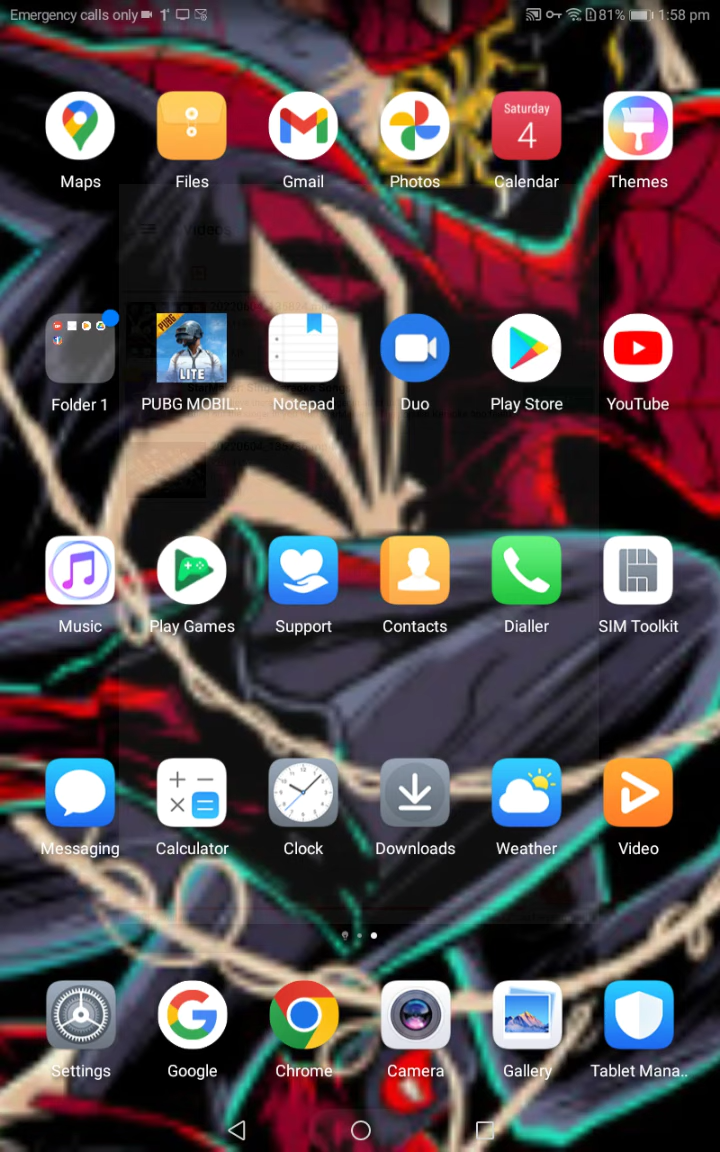 Emergency calls only 81% 1:58 pm
Saturday
4
Maps Files Gmail Photos Calendar Themes
Videos
PUBG
LITE
Folder 1 PUBG MOBIL.. Notepad Duo Play Store YouTube
Music Play Games Support Contacts Dialler SIM Toolkit
Messaging Calculator Clock Downloads Weather Video
Settings Google Chrome Camera Gallery Tablet Mana..